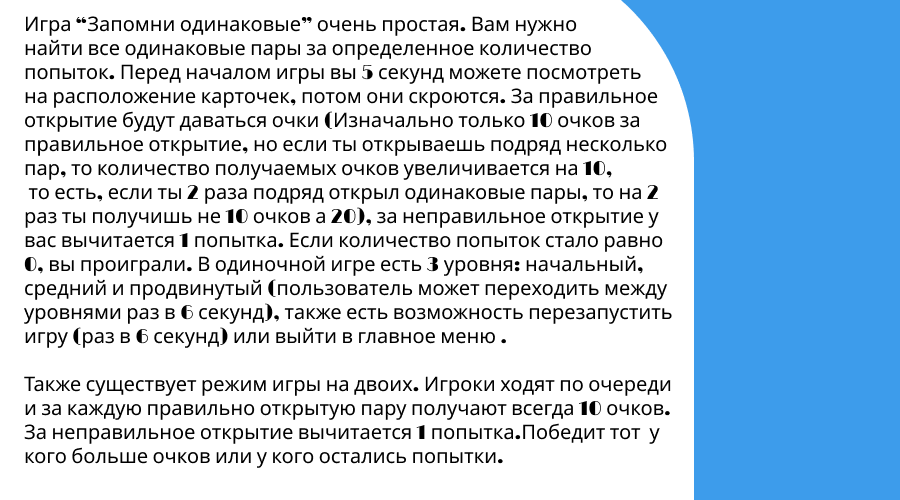 Игра “Запомни одинаковые” очень простая. Вам нужно
найти все одинаковые пары за определенное количество
попыток. Перед началом игры вы 5 секунд можете посмотреть
на расположение карточек, потом они скроются. За правильное
открытие будут даваться очки (Изначально только 10 очков за
правильное открытие, но если ты открываешь подряд несколько
пар, то количество получаемых очков увеличивается на 10,
то есть, если ты 2 раза подряд открыл одинаковые пары, то на 2
раз ты получишь не 10 очков а 20), за неправильное открытие у
вас вычитается 1 попытка. Если количество попыток стало равно
0, вы проиграли. В одиночной игре есть 3 уровня: начальный,
средний и продвинутый (пользователь может переходить между
уровнями раз в 6 секунд), также есть возможность перезапустить
игру (раз в 6 секунд) или выйти в главное меню .
Также существует режим игры на двоих. Игроки ходят по очереди
и за каждую правильно открытую пару получают всегда 10 очков.
За неправильное открытие вычитается 1 попытка.Победит тот  у
кого больше очков или у кого остались попытки.